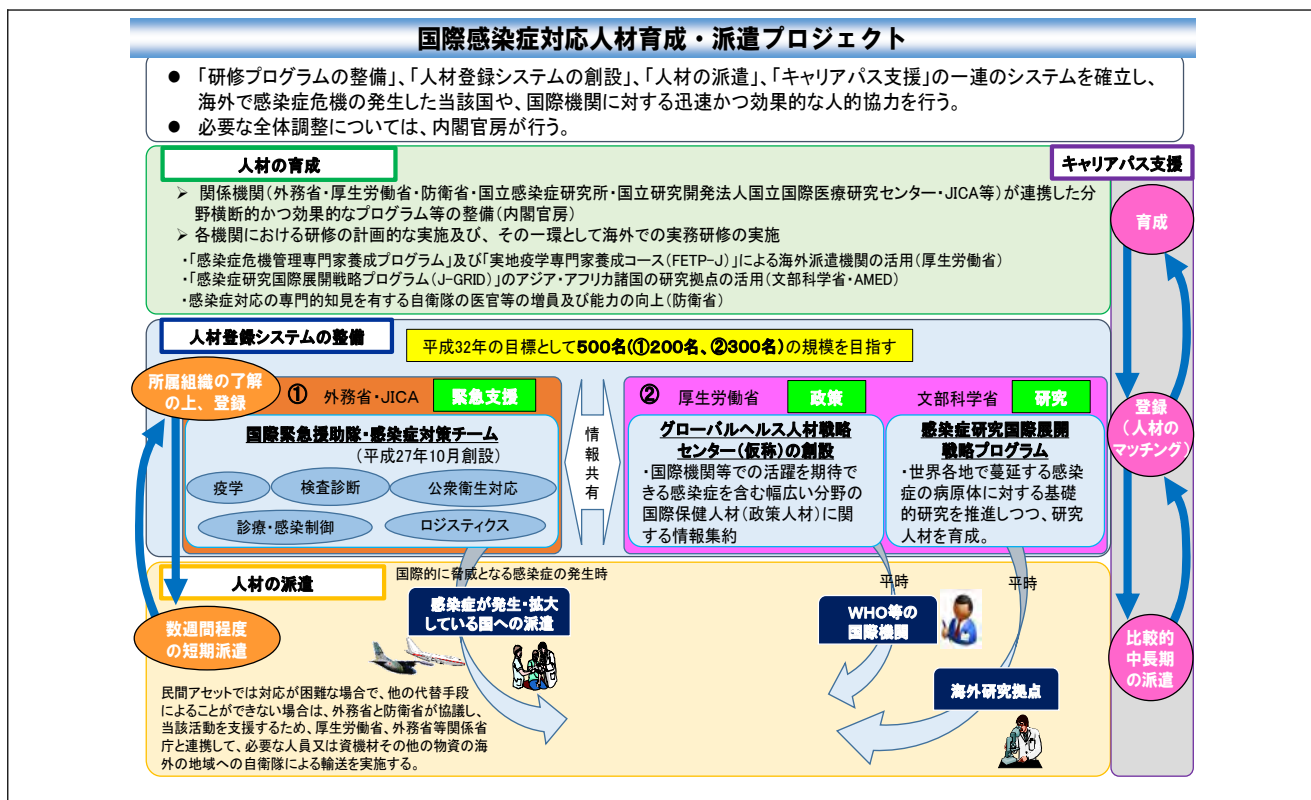 国際感染症対応人材育成・派遣プロジェクト
● 「研修プログラムの整備」、「人材登録システムの創設」、「人材の派遣」、「キャリアパス支援」の一連のシステムを確立し、
海外で感染症危機の発生した当該国や、国際機関に対する迅速かつ効果的な人的協力を行う。
● 必要な全体調整については、内閣官房が行う。
人材の育成
➢ 関係機関(外務省・厚生労働省・防衛省・国立感染症研究所・国立研究開発法人国立国際医療研究センター・JICA等)が連携した分
野横断的かつ効果的なプログラム等の整備(内閣官房)
➢ 各機関における研修の計画的な実施及び、その一環として海外での実務研修の実施
・「感染症危機管理専門家養成プログラム」及び「実地疫学専門家養成コース(FETP-J)」による海外派遣機関の活用(厚生労働省)
・「感染症研究国際展開戦略プログラム(J-GRID)」のアジア・アフリカ諸国の研究拠点の活用(文部科学省・AMED)
・感染症対応の専門的知見を有する自衛隊の医官等の増員及び能力の向上(防衛省)
キャリアパス支援
育成
登録
(人材の
マッチング)
比較的
中長期
の派遣
人材登録システムの整備
平成32年の目標として500名(①200名、②300名)の規模を目指す
所属組織の了解
の上、登録
① 外務省・JICA 緊急支援
国際緊急援助隊・感染症対策チーム
(平成27年10月創設)
疫学
検査診断
公衆衛生対応
診療・感染制御
ロジスティクス
情報共有
② 厚生労働省 政策
グローバルヘルス人材戦略
センター(仮称)の創設
・国際機関等での活躍を期待で
きる感染症を含む幅広い分野の
国際保健人材(政策人材)に関
する情報集約
文部科学省 研究
感染症研究国際展開
戦略プログラム
・世界各地で蔓延する感染
症の病原体に対する基礎
的研究を推進しつつ、研究
人材を育成。
人材の派遣
国際的に脅威となる感染症の発生時
感染症が発生・拡大
している国への派遣
数週間程度
の短期派遣
民間アセットでは対応が困難な場合で、他の代替手段
によることができない場合は、外務省と防衛省が協議し、
当該活動を支援するため、厚生労働省、外務省等関係省
庁と連携して、必要な人員又は資機材その他の物資の海
外の地域への自衛隊による輸送を実施する。
平時
WHO等の
国際機関
平時
海外研究拠点